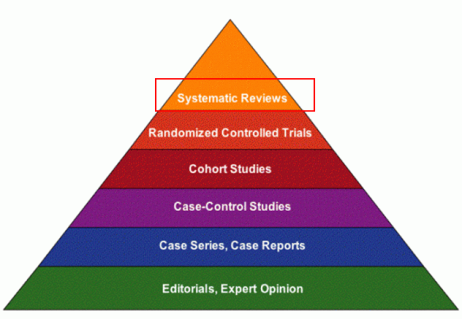 Systematic Reviews
Randomized Controlled Trials
Cohort Studies
Case-Control Studies
Case Series, Case Reports
Editorials, Expert Opinion